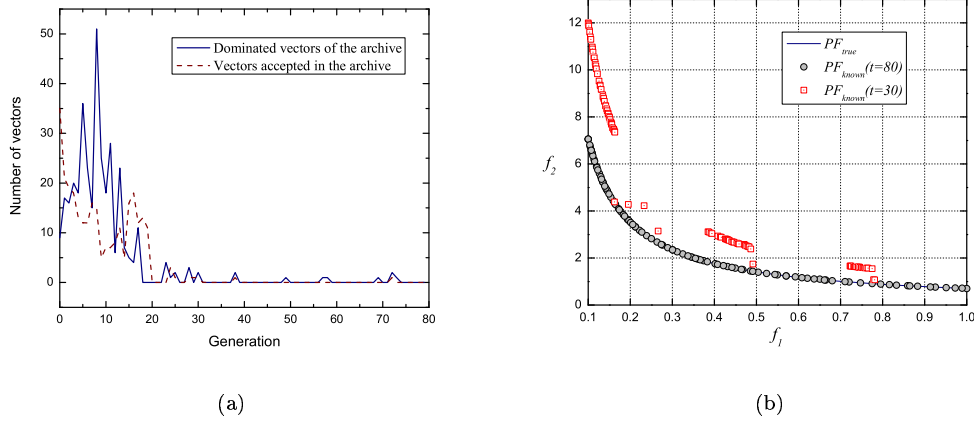 50
40
30
20
10
0
0 10 20 30 40 50 60 70 80
Number of vectors
Generation
Dominated vectors of the archive
Vectors accepted in the archive
(a)
12
10
8
6
4
2
0
0.1 0.2 0.3 0.4 0.5 0.6 0.7 0.8 0.9 1.0
f2
f1
PFtrue
PFknown(t=80)
PFknown(t=30)
(b)